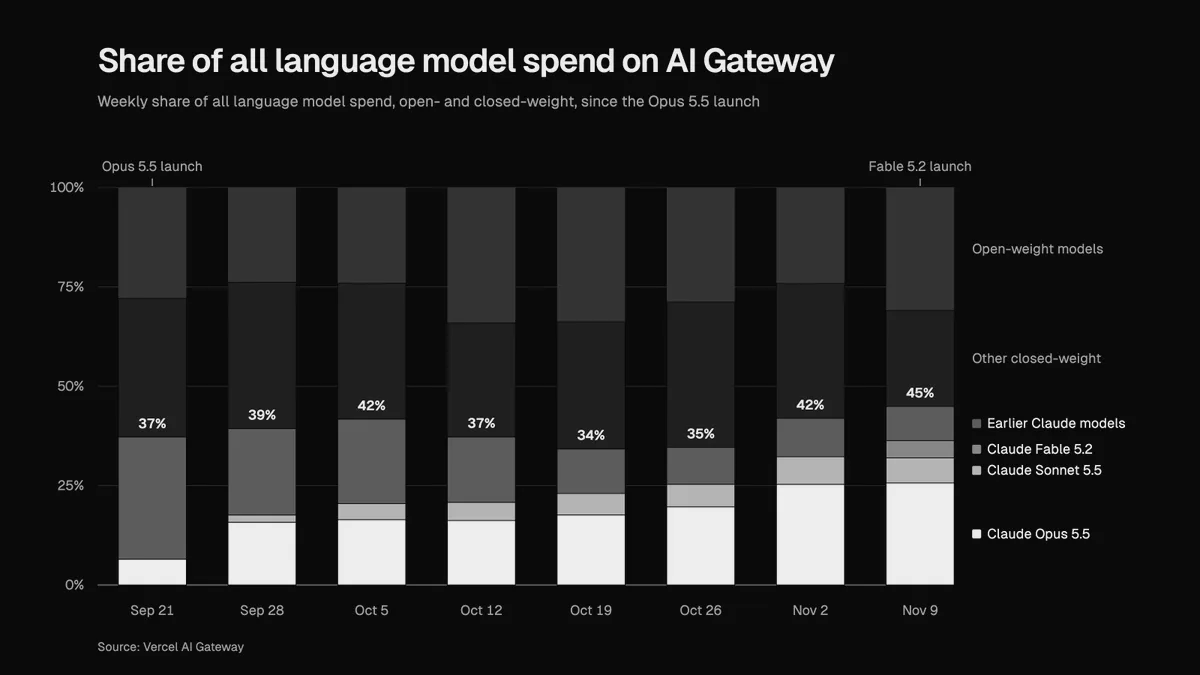 Share of all language model spend on AI Gateway
Weekly share of all language model spend, open- and closed-weight, since the Opus 5.5 launch
Opus 5.5 launch
Fable 5.2 launch
100%
75%
50%
25%
0%
37%
39%
42%
37%
34%
35%
42%
45%
Open-weight models
Other closed-weight
Earlier Claude models
Claude Fable 5.2
Claude Sonnet 5.5
Claude Opus 5.5
Sep 21
Sep 28
Oct 5
Oct 12
Oct 19
Oct 26
Nov 2
Nov 9
Source: Vercel AI Gateway